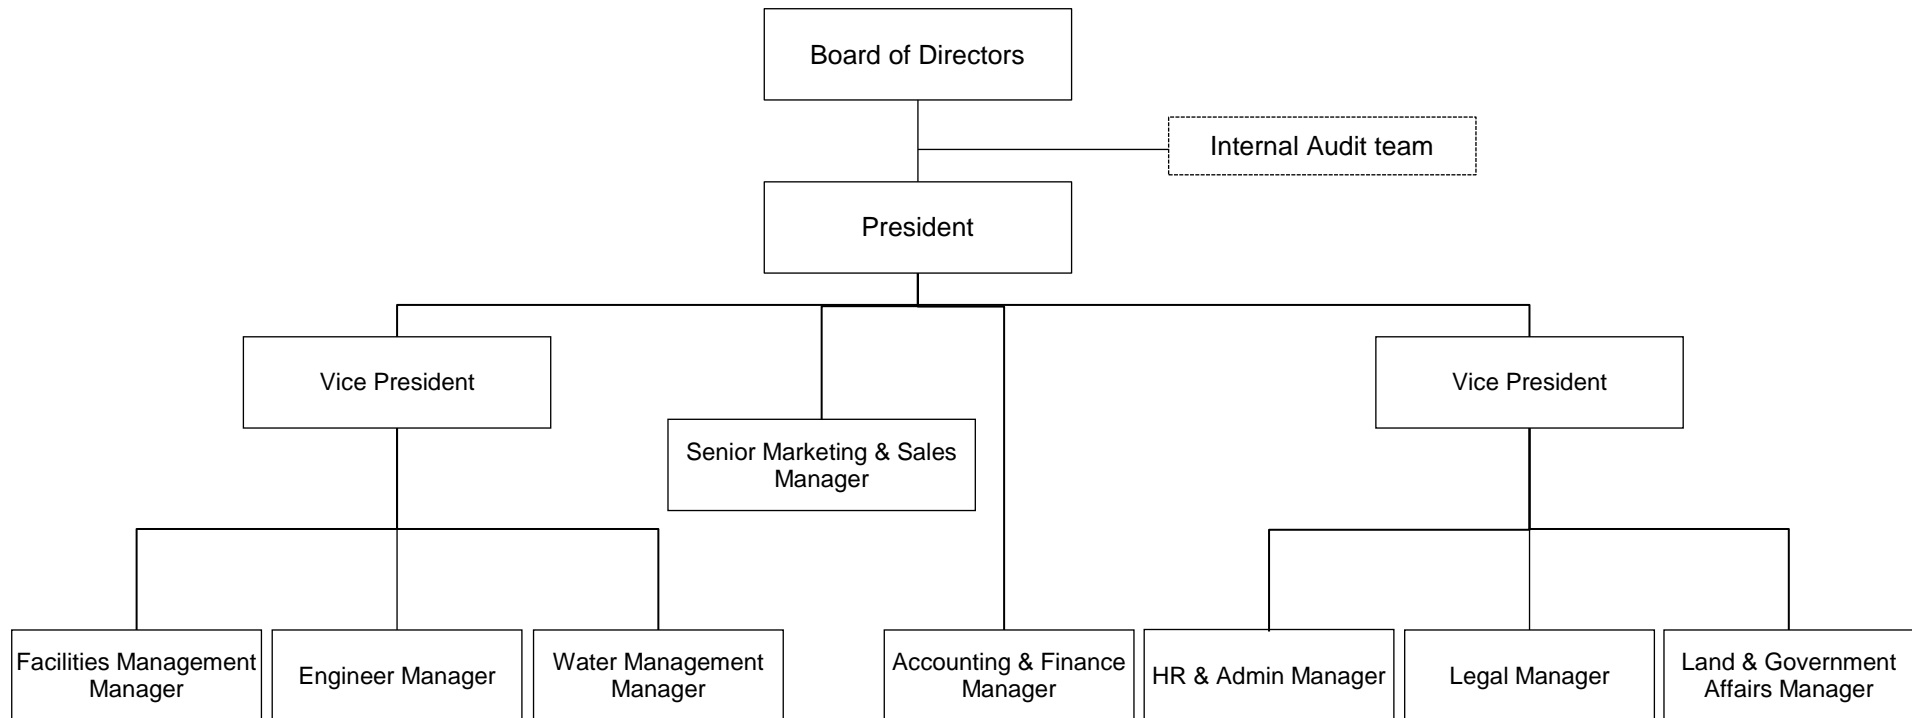 Board of Directors
Internal Audit team
President
Vice President
Vice President
Senior Marketing & Sales
Manager
Facilities Management
Manager
Engineer Manager
Water Management
Manager
Accounting & Finance
Manager
HR & Admin Manager
Legal Manager
Land & Government
Affairs Manager